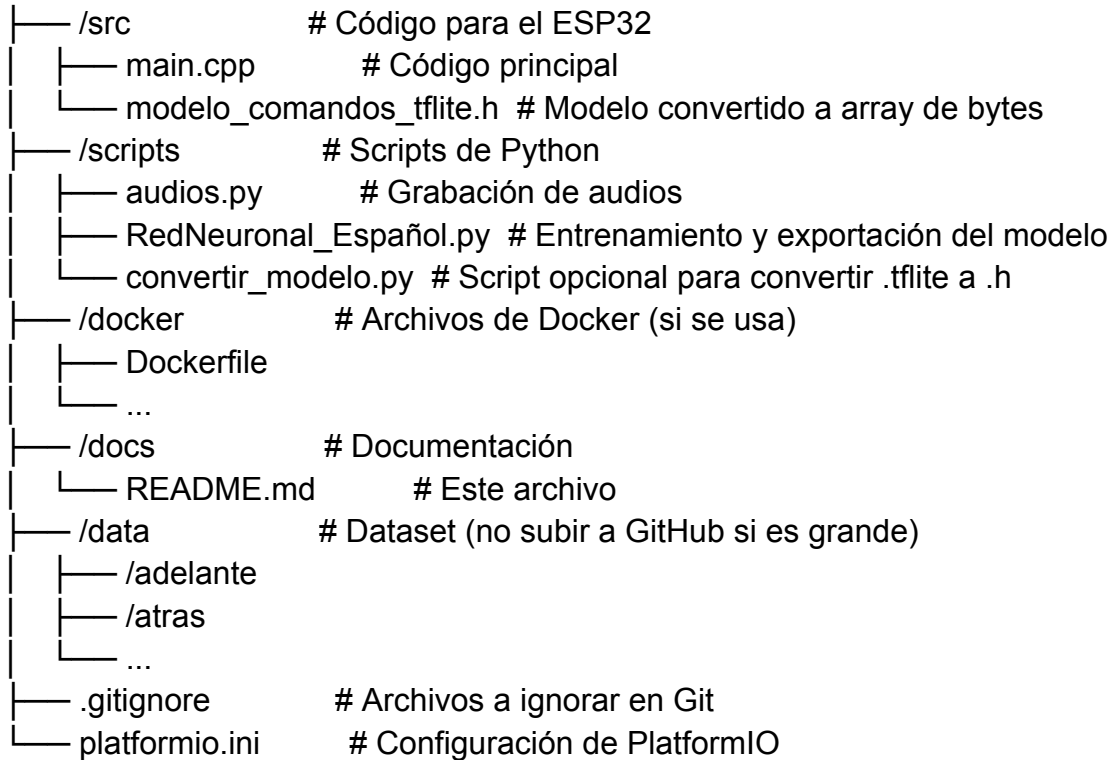 ├── /src # Código para el ESP32
│ ├── main.cpp # Código principal
│ └── modelo_comandos_tflite.h # Modelo convertido a array de bytes
├── /scripts # Scripts de Python
│ ├── audios.py # Grabación de audios
│ ├── RedNeuronal_Español.py # Entrenamiento y exportación del modelo
│ └── convertir_modelo.py # Script opcional para convertir .tflite a .h
├── /docker # Archivos de Docker (si se usa)
│ ├── Dockerfile
│ └── ...
├── /docs # Documentación
│ └── README.md # Este archivo
├── /data # Dataset (no subir a GitHub si es grande)
│ ├── /adelante
│ ├── /atras
│ └── ...
├── .gitignore # Archivos a ignorar en Git
└── platformio.ini # Configuración de PlatformIO